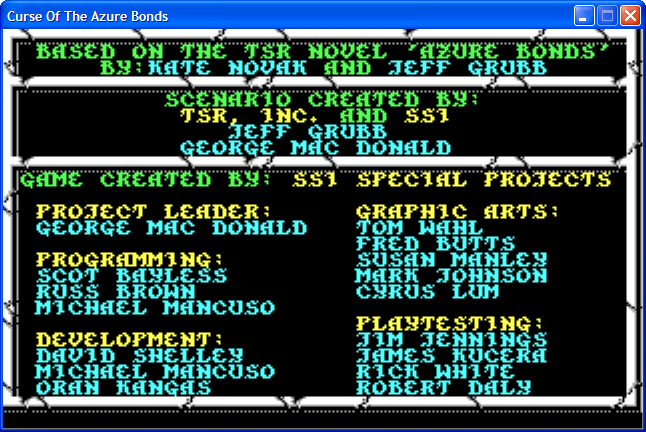 Curse Of The Azure Bonds
BASED ON THE TSR NOVEL 'AZURE BONDS'
BY:KATE NOVAK AND JEFF GRUBB
SCENARIO CREATED BY:
TSR, INC. AND SSI
JEFF GRUBB
GEORGE MAC DONALD
GAME CREATED BY: SSI SPECIAL PROJECTS
PROJECT LEADER:
GEORGE MAC DONALD
PROGRAMMING:
SCOT BAYLESS
RUSS BROWN
MICHAEL MANCUSO
DEVELOPMENT:
DAVID SHELLEY
MICHAEL MANCUSO
ORAN KANGAS
GRAPHIC ARTS:
TOM WAHL
FRED BUTTS
SUSAN MANLEY
MARK JOHNSON
CYRUS LUM
PLAYTESTING:
JIM JENNINGS
JAMES KUCERA
RICK WHITE
ROBERT DALY